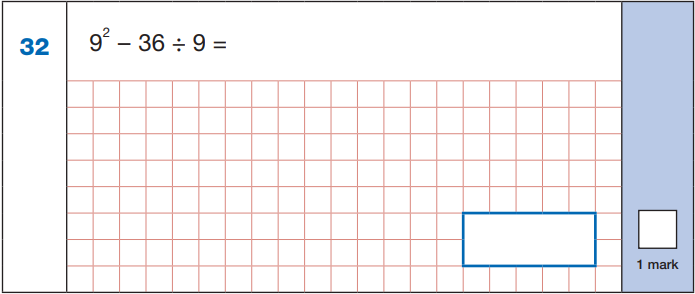 32
9² – 36 ÷ 9 =
1 mark